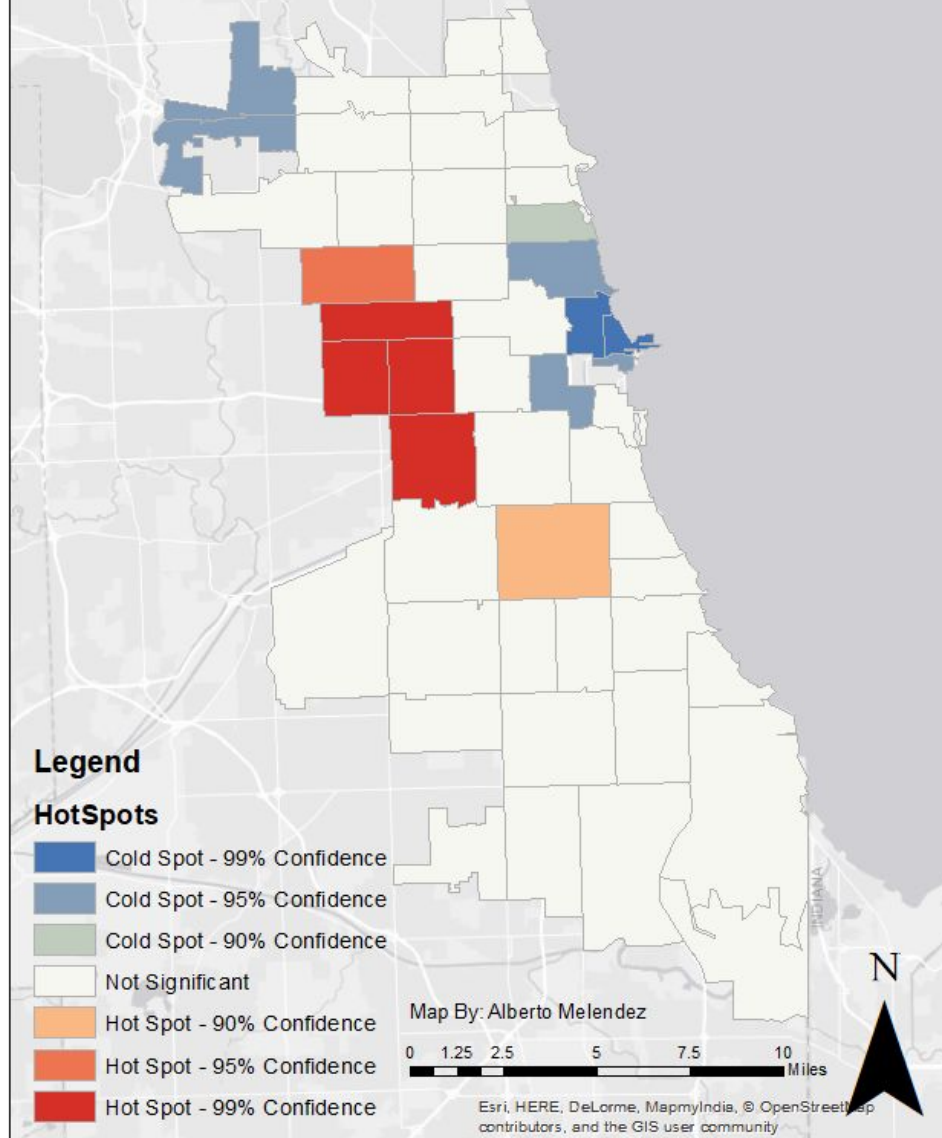 INDIANA
Legend
HotSpots
Cold Spot - 99% Confidence
Cold Spot - 95% Confidence
Cold Spot - 90% Confidence
Not Significant
Hot Spot - 90% Confidence
Hot Spot - 95% Confidence
Hot Spot - 99% Confidence
N
Map By: Alberto Melendez
0 1.25 2.5 5 7.5 10
Miles
Esri, HERE, DeLorme, MapmyIndia, © OpenStreetMap
contributors, and the GIS user community